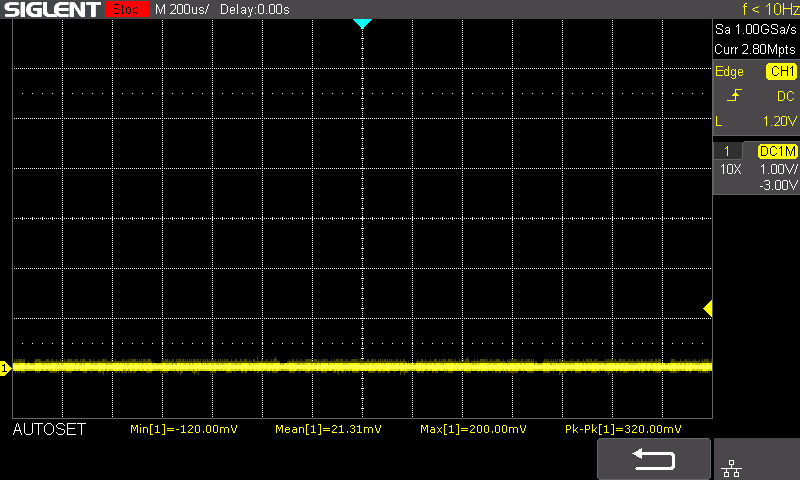 SIGLENT Stop M 200us/ Delay:0.00s f < 10Hz
Sa 1.00GSa/s
Curr 2.80Mpts
Edge CH1
DC
L 1.20V
1 DC1M
10X 1.00V/
-3.00V
1
AUTOSET Min[1]=-120.00mV Mean[1]=21.31mV Max[1]=200.00mV Pk-Pk[1]=320.00mV